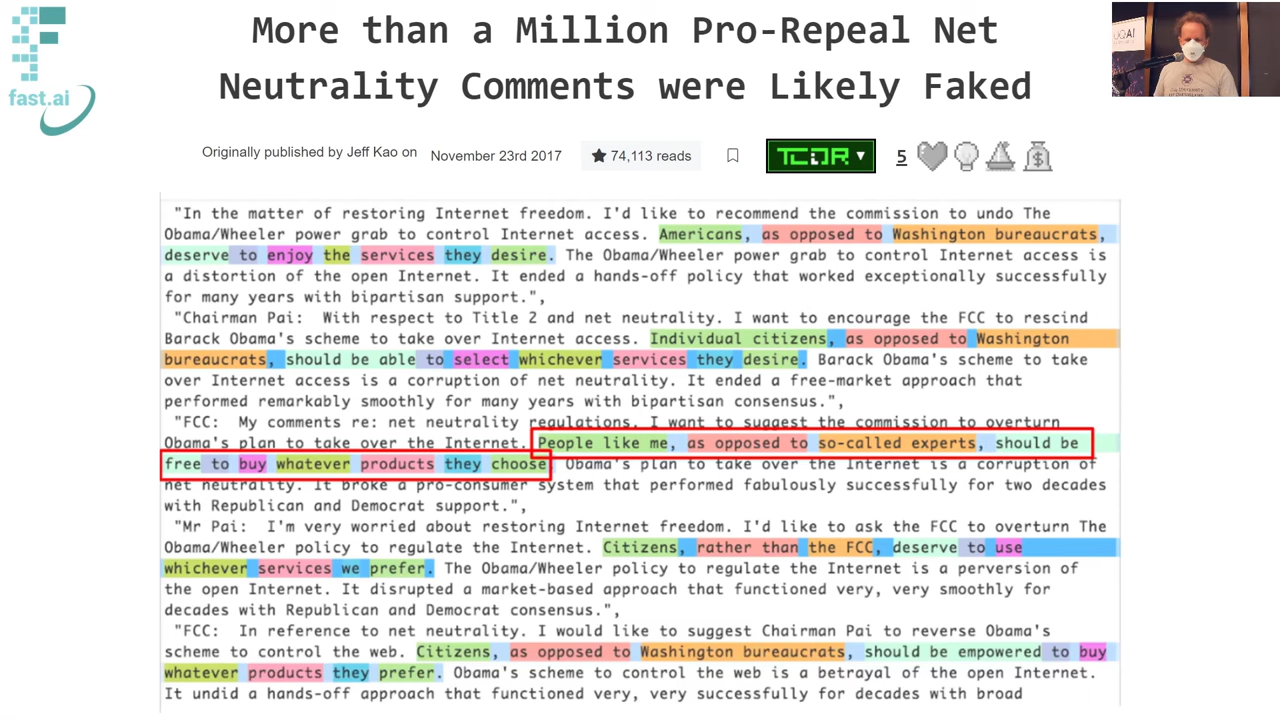 More than a Million Pro-Repeal Net
Neutrality Comments were Likely Faked
fast.ai
Originally published by Jeff Kao on
November 23rd 2017
★ 74,113 reads
5
"In the matter of restoring Internet freedom. I'd like to recommend the commission to undo The
Obama/Wheeler power grab to control Internet access. Americans, as opposed to Washington bureaucrats,
deserve to enjoy the services they desire. The Obama/Wheeler power grab to control Internet access is
a distortion of the open Internet. It ended a hands-off policy that worked exceptionally successfully
for many years with bipartisan support.",
"Chairman Pai: With respect to Title 2 and net neutrality. I want to encourage the FCC to rescind
Barack Obama's scheme to take over Internet access. Individual citizens, as opposed to Washington
bureaucrats, should be able to select whichever services they desire. Barack Obama's scheme to take
over Internet access is a corruption of net neutrality. It ended a free-market approach that
performed remarkably smoothly for many years with bipartisan consensus.",
"FCC: My comments re: net neutrality regulations. I want to suggest the commission to overturn
Obama's plan to take over the Internet. People like me, as opposed to so-called experts, should be
free to buy whatever products they choose. Obama's plan to take over the Internet is a corruption of
net neutrality. It broke a pro-consumer system that performed fabulously successfully for two decades
with Republican and Democrat support.",
"Mr Pai: I'm very worried about restoring Internet freedom. I'd like to ask the FCC to overturn The
Obama/Wheeler policy to regulate the Internet. Citizens, rather than the FCC, deserve to use
whichever services we prefer. The Obama/Wheeler policy to regulate the Internet is a perversion of
the open Internet. It disrupted a market-based approach that functioned very, very smoothly for
decades with Republican and Democrat consensus.",
"FCC: In reference to net neutrality. I would like to suggest Chairman Pai to reverse Obama's
scheme to control the web. Citizens, as opposed to Washington bureaucrats, should be empowered to buy
whatever products they prefer. Obama's scheme to control the web is a betrayal of the open Internet.
It undid a hands-off approach that functioned very, very successfully for decades with broad